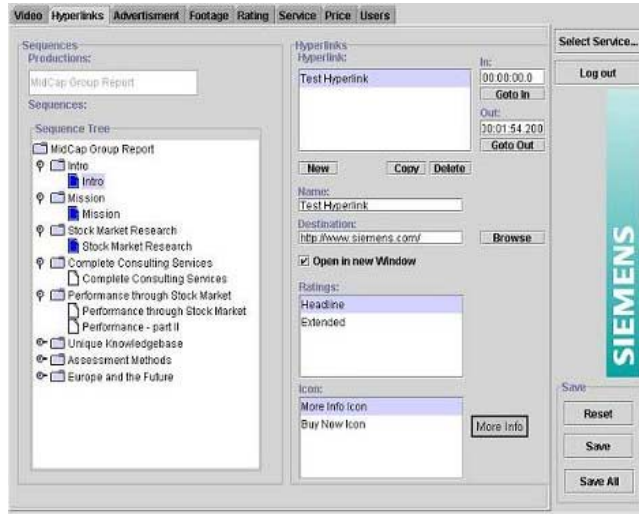 Video Hyperlinks Advertisment Footage Rating Service Price Users
Sequences
Productions:
MidCap Group Report
Sequences:
Sequence Tree
MidCap Group Report
Intro
Intro
Mission
Mission
Stock Market Research
Stock Market Research
Complete Consulting Services
Complete Consulting Services
Performance through Stock Market
Performance through Stock Market
Performance - part II
Unique Knowledgebase
Assessment Methods
Europe and the Future
Hyperlinks
Hyperlink:
Test Hyperlink
In:
00:00:00.0
Goto In
Out:
00:01:54.200
Goto Out
New Copy Delete
Name:
Test Hyperlink
Destination:
http://www.siemens.com/ Browse
Open in new Window
Ratings:
Headline
Extended
Icon:
More Info Icon
Buy Now Icon
More Info
Select Service...
Log out
SIEMENS
Save
Reset
Save
Save All